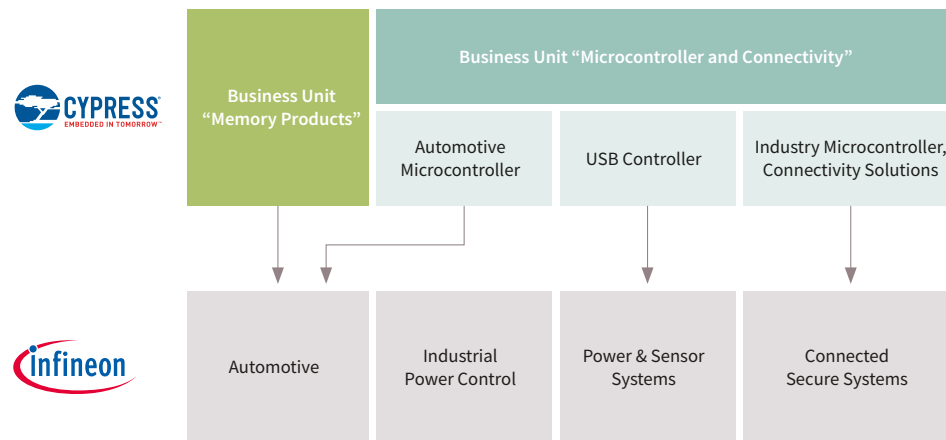 CYPRESS®
EMBEDDED IN TOMORROW™
Business Unit
“Memory Products”
Business Unit “Microcontroller and Connectivity”
Automotive
Microcontroller
USB Controller
Industry Microcontroller,
Connectivity Solutions
infineon
Automotive
Industrial
Power Control
Power & Sensor
Systems
Connected
Secure Systems